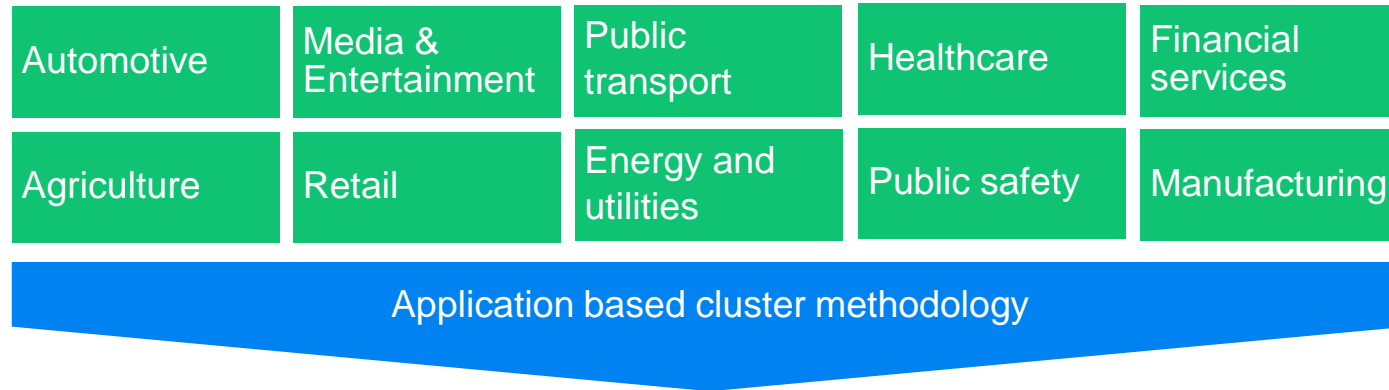 Automotive
Media &
Entertainment
Public
transport
Healthcare
Financial
services
Agriculture
Retail
Energy and
utilities
Public safety
Manufacturing
Application based cluster methodology